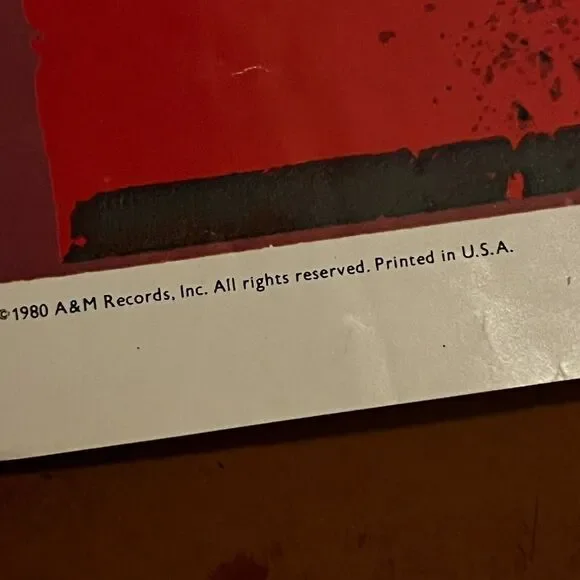 ©1980 A&M Records, Inc. All rights reserved. Printed in U.S.A.